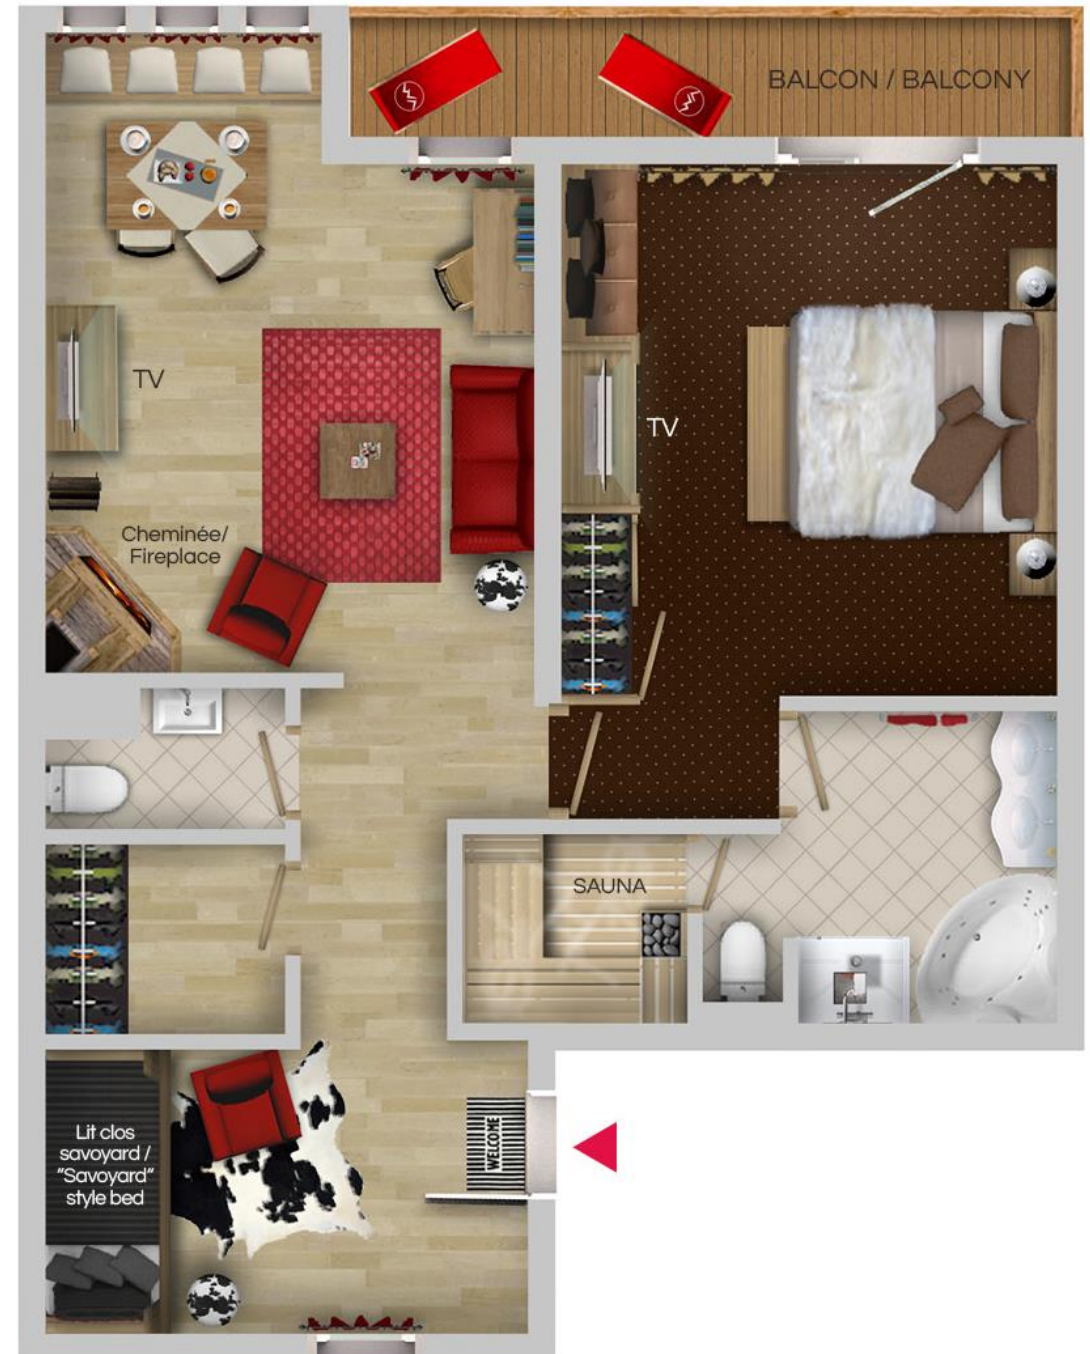 BALCON / BALCONY
TV
TV
Cheminée/
Fireplace
SAUNA
WELCOME
Lit clos
savoyard /
“Savoyard”
style bed